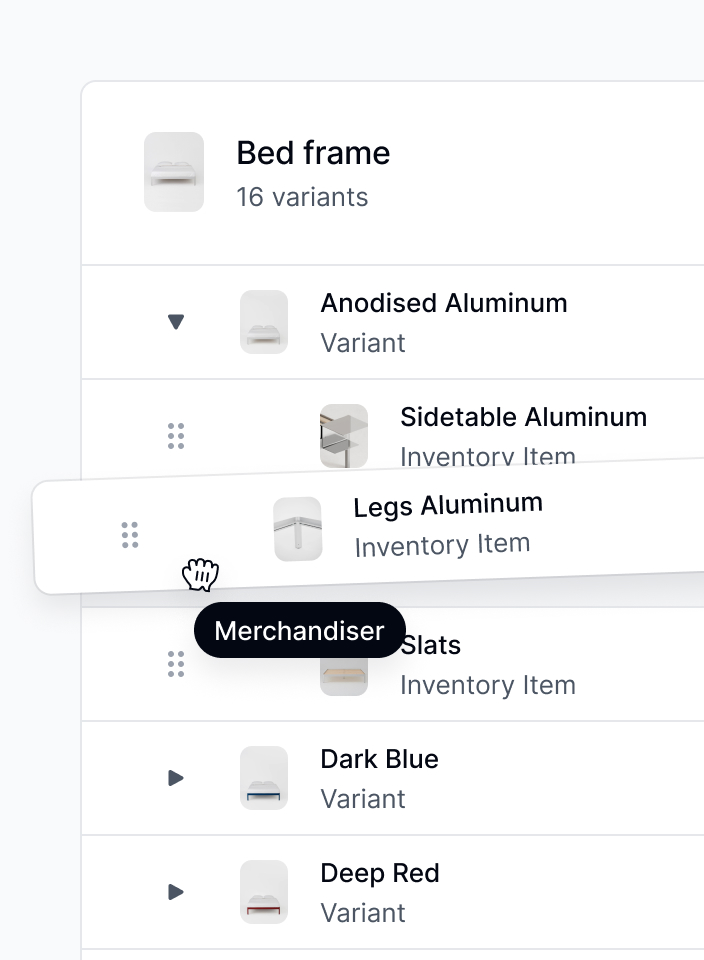 Bed frame
16 variants
Anodised Aluminum
Variant
Sidetable Aluminum
Inventory Item
Legs Aluminum
Inventory Item
Merchandiser
Slats
Inventory Item
Dark Blue
Variant
Deep Red
Variant